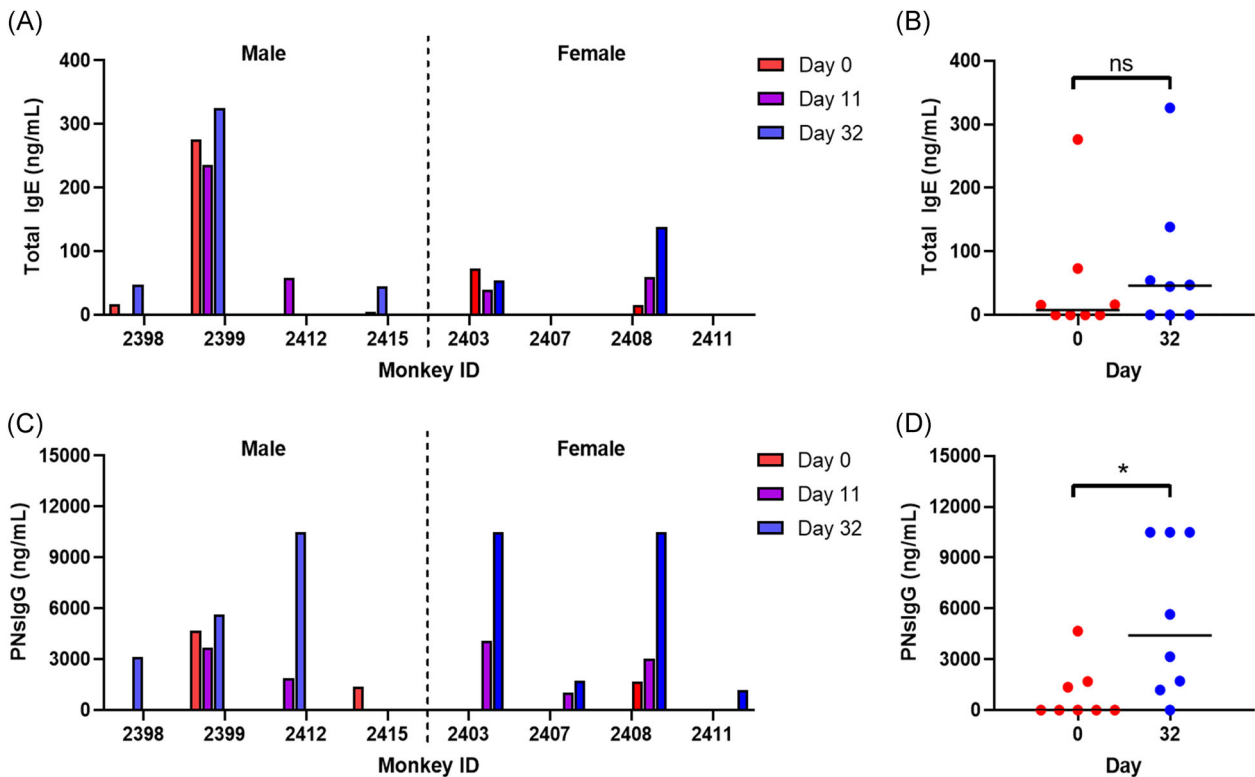 (A)
Male
Female
Day 0
Day 11
Day 32
400
300
200
100
0
Total IgE (ng/mL)
2398 2399 2412 2415 2403 2407 2408 2411
Monkey ID
(B)
ns
400
300
200
100
0
Total IgE (ng/mL)
0 32
Day
(C)
Male
Female
Day 0
Day 11
Day 32
15000
12000
9000
6000
3000
0
PNsIgG (ng/mL)
2398 2399 2412 2415 2403 2407 2408 2411
Monkey ID
(D)
*
15000
12000
9000
6000
3000
0
PNsIgG (ng/mL)
0 32
Day